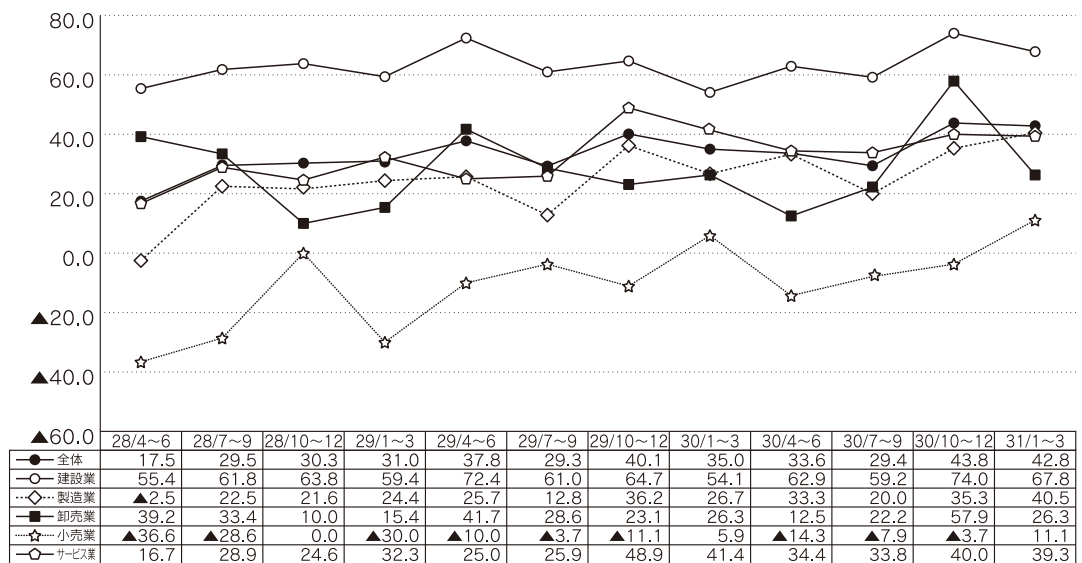 80.0
60.0
40.0
20.0
0.0
▲20.0
▲40.0
▲60.0
28/4～6 28/7～9 28/10～12 29/1～3 29/4～6 29/7～9 29/10～12 30/1～3 30/4～6 30/7～9 30/10～12 31/1～3
全体 17.5 29.5 30.3 31.0 37.8 29.3 40.1 35.0 33.6 29.4 43.8 42.8
建設業 55.4 61.8 63.8 59.4 72.4 61.0 64.7 54.1 62.9 59.2 74.0 67.8
製造業 ▲2.5 22.5 21.6 24.4 25.7 12.8 36.2 26.7 33.3 20.0 35.3 40.5
卸売業 39.2 33.4 10.0 15.4 41.7 28.6 23.1 26.3 12.5 22.2 57.9 26.3
小売業 ▲36.6 ▲28.6 0.0 ▲30.0 ▲10.0 ▲3.7 ▲11.1 5.9 ▲14.3 ▲7.9 ▲3.7 11.1
サービス業 16.7 28.9 24.6 32.3 25.0 25.9 48.9 41.4 34.4 33.8 40.0 39.3